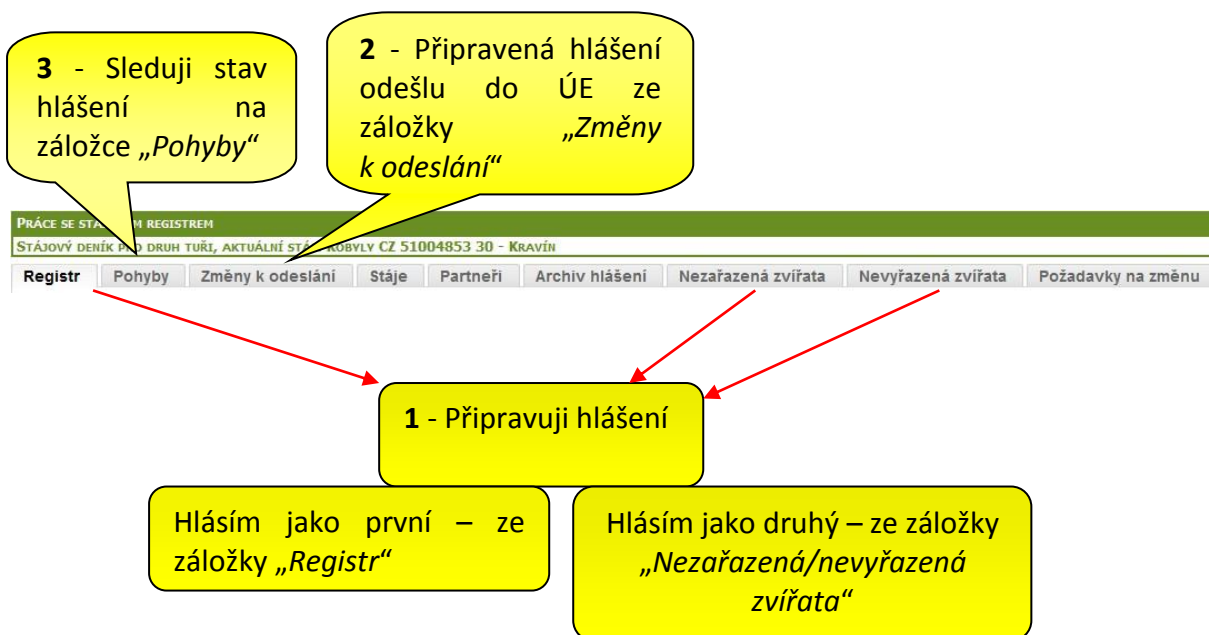 3 - Sleduji stav
hlášení na
záložce „Pohyby“
2 - Připravená hlášení
odešlu do ÚE ze
záložky „Změny
k odeslání“
PRÁCE SE REGISTREM
STÁJOVÝ DENÍK DRUH TUŘI, AKTUÁLNÍ CZ 51004853 30 - KRAVÍN
Registr Pohyby Změny k odeslání Stáje Partneři Archiv hlášení Nezařazená zvířata Nevyřazená zvířata Požadavky na změnu
1 - Připravuji hlášení
Hlásím jako první – ze
záložky „Registr“
Hlásím jako druhý – ze záložky
„Nezařazená/nevyřazená
zvířata“